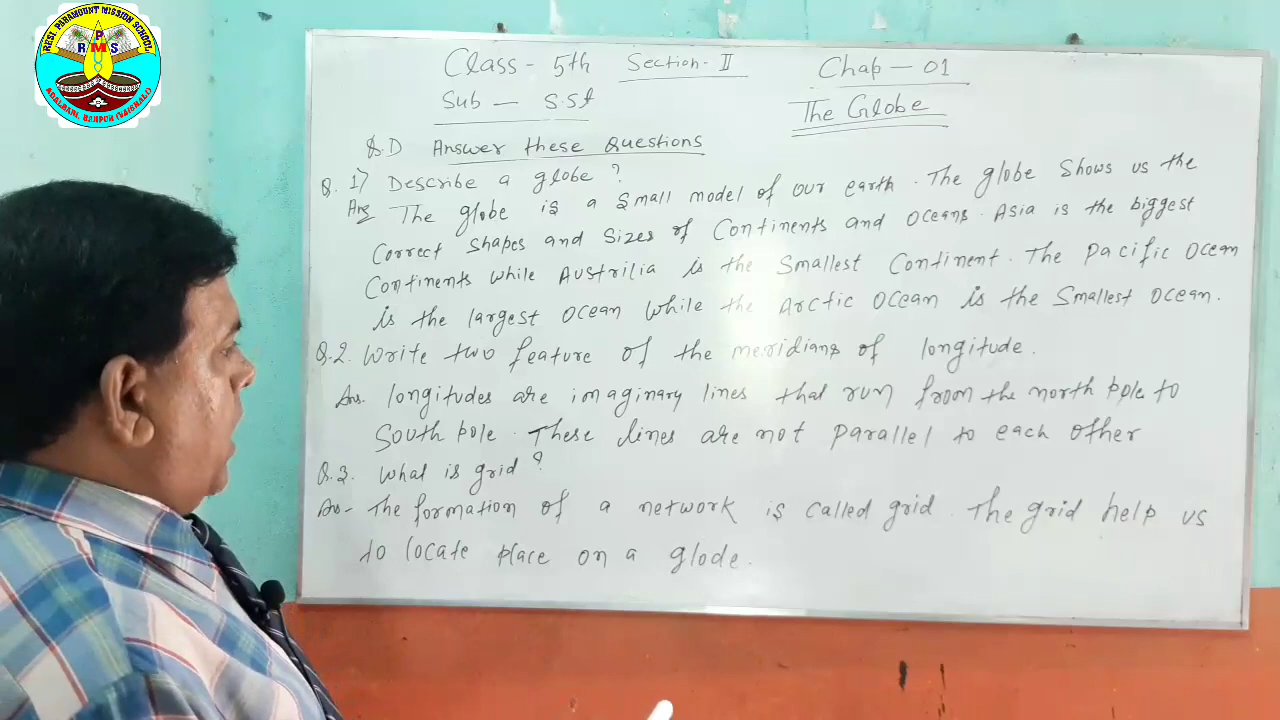 RESI PARAMOUNT MISSION SCHOOL
R P M S
Class - 5th Section - II Chap - 01
Sub - S.St The Globe
Q.D Answer these Questions
Q. 1) Describe a globe ?
Ans The globe is a small model of our earth. The globe shows us the
correct shapes and sizes of Continents and oceans. Asia is the biggest
Continents while Austrilia is the smallest Continent. The Pacific Ocean
is the largest ocean while the Arctic Ocean is the smallest ocean.
Q.2. Write two feature of the meridians of longitude.
Ans. longitudes are imaginary lines that run from the north pole to
south pole. These lines are not parallel to each other
Q.3. What is grid ?
An - The formation of a network is called grid. The grid help us
to locate place on a glode.